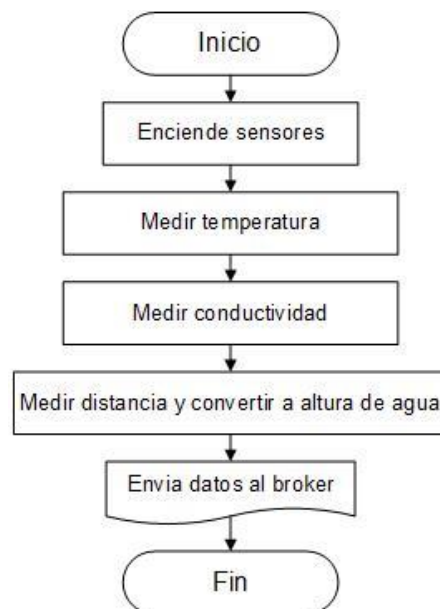 Inicio
Enciende sensores
Medir temperatura
Medir conductividad
Medir distancia y convertir a altura de agua
Envia datos al broker
Fin